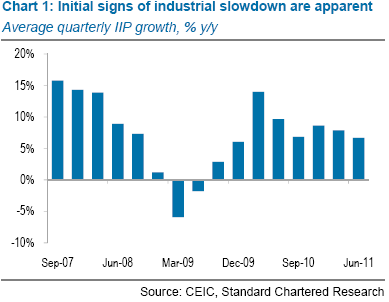 Chart 1: Initial signs of industrial slowdown are apparent
Average quarterly IIP growth, % y/y
20%
15%
10%
5%
0%
-5%
-10%
Sep-07 Jun-08 Mar-09 Dec-09 Sep-10 Jun-11
Source: CEIC, Standard Chartered Research